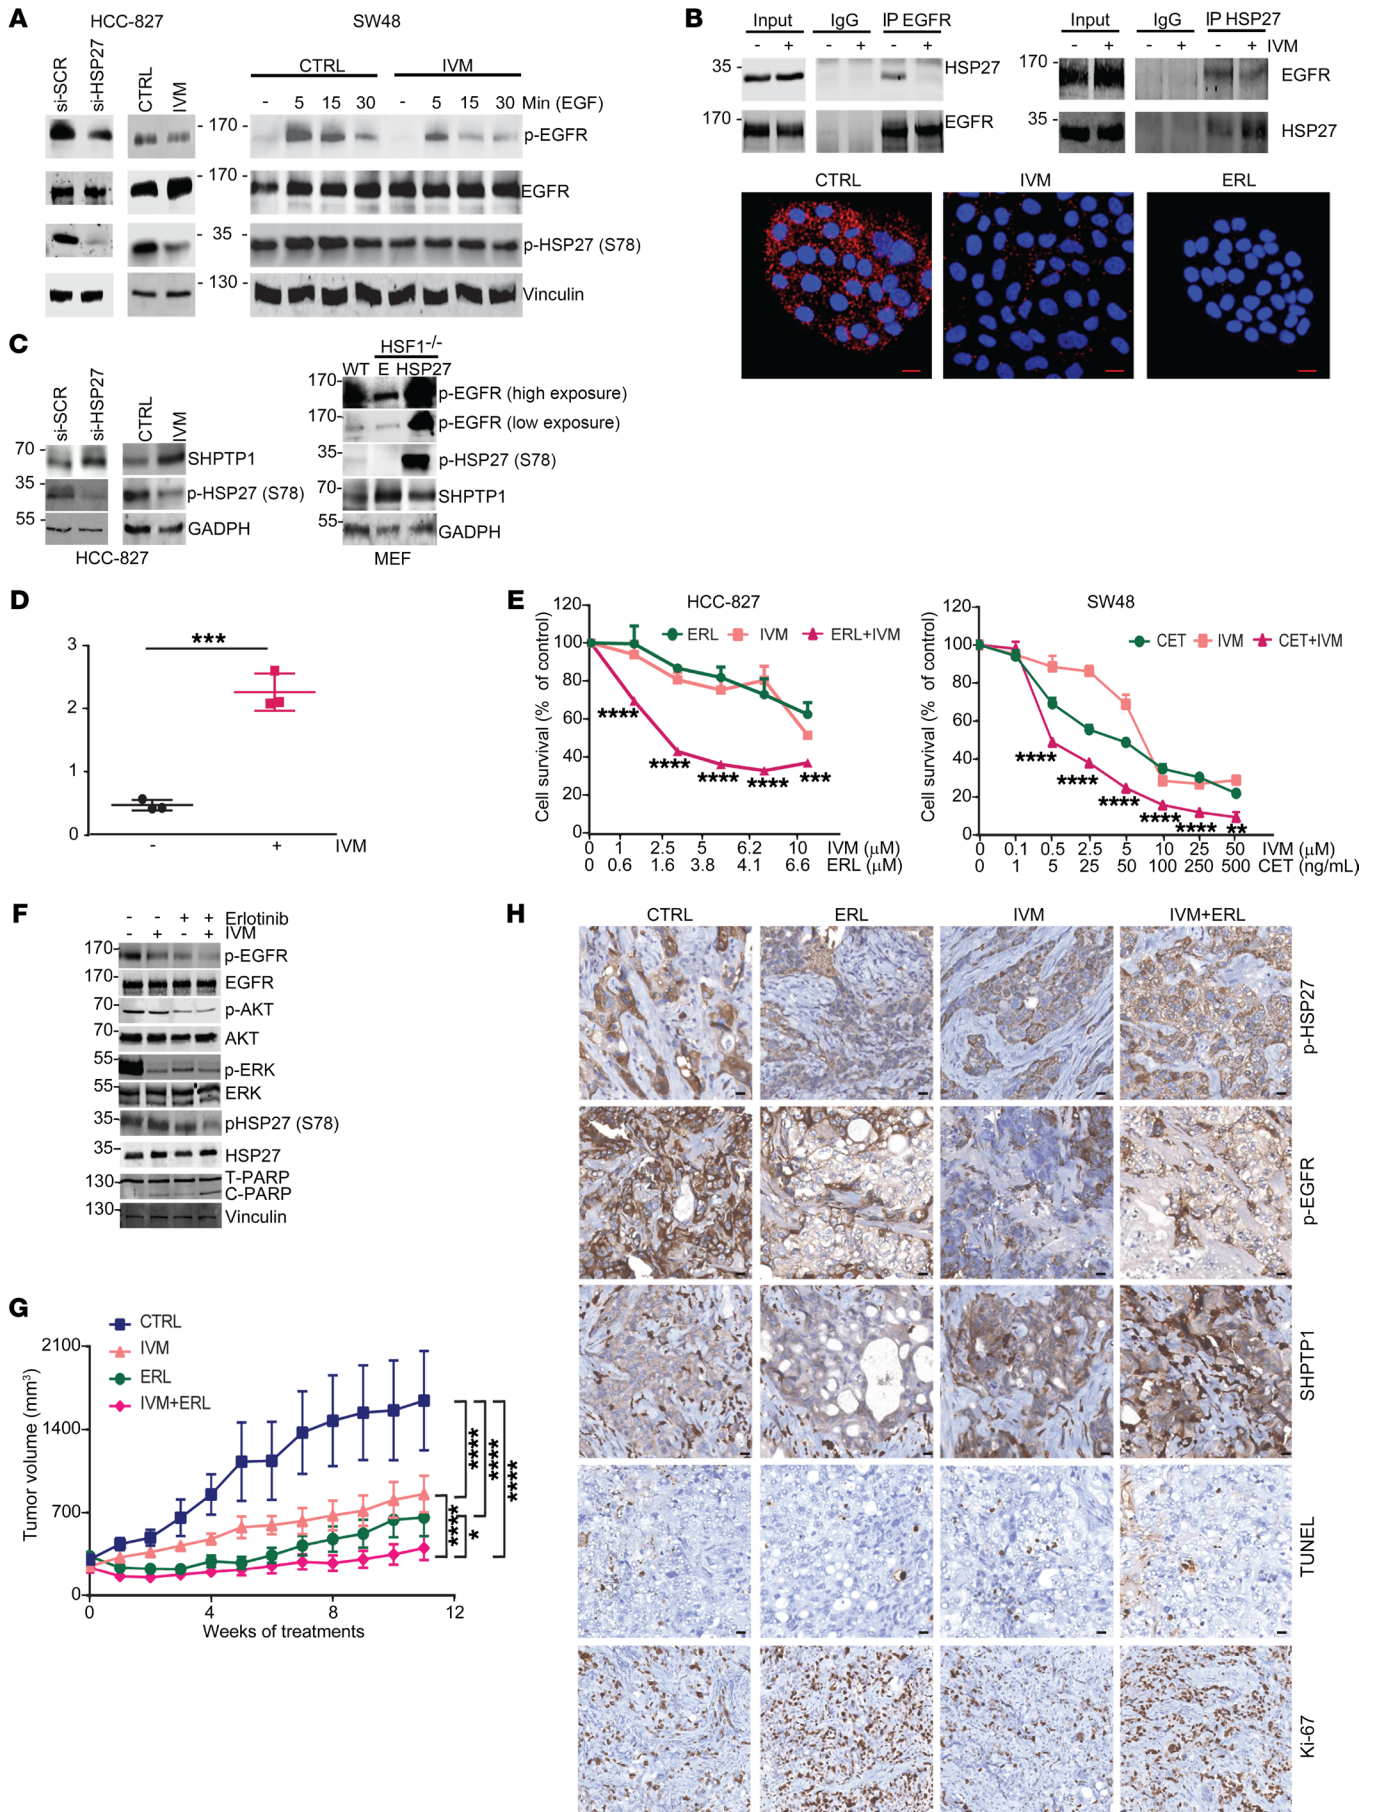 A
HCC-827
SW48
si-SCR
si-HSP27
CTRL
IVM
CTRL
IVM
- 5 15 30 - 5 15 30 Min (EGF)
- 170 -
p-EGFR
- 170 -
EGFR
- 35 -
p-HSP27 (S78)
- 130 -
Vinculin
B
Input IgG IP EGFR
- + - + - +
35 -
HSP27
170 -
EGFR
Input IgG IP HSP27
- + - + - + IVM
170 -
EGFR
35 -
HSP27
CTRL IVM ERL
C
si-SCR
si-HSP27
CTRL
IVM
70 -
SHPTP1
35 -
p-HSP27 (S78)
55 -
GADPH
HCC-827
HSF1-/-
WT E HSP27
170-
p-EGFR (high exposure)
170-
p-EGFR (low exposure)
35-
p-HSP27 (S78)
70-
SHPTP1
55-
GADPH
MEF
D
***
3
2
1
0
- + IVM
E
HCC-827
ERL IVM ERL+IVM
Cell survival (% of control)
120
100
80
60
40
20
0
**** **** **** **** ***
0 1 2.5 5 6.2 10 IVM (µM)
0 0.6 1.6 3.8 4.1 6.6 ERL (µM)
SW48
CET IVM CET+IVM
Cell survival (% of control)
120
100
80
60
40
20
0
**** **** **** **** **** **
0 0.1 0.5 2.5 5 10 25 50 IVM (µM)
0 1 5 25 50 100 250 500 CET (ng/mL)
F
- - + + Erlotinib
- + - + IVM
170-
p-EGFR
170-
EGFR
70-
p-AKT
70-
AKT
55-
p-ERK
55-
ERK
35-
pHSP27 (S78)
35-
HSP27
130-
T-PARP
C-PARP
130-
Vinculin
G
CTRL
IVM
ERL
IVM+ERL
Tumor volume (mm3)
2100
1400
700
0
0 4 8 12
Weeks of treatments
****
****
****
****
*
H
CTRL ERL IVM IVM+ERL
p-HSP27
p-EGFR
SHPTP1
TUNEL
Ki-67